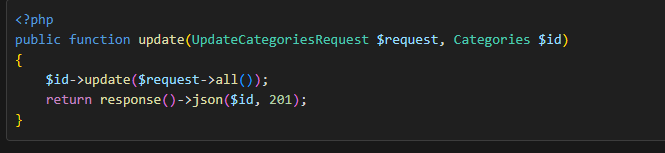 <?php
public function update(UpdateCategoriesRequest $request, Categories $id)
{
    $id->update($request->all());
    return response()->json($id, 201);
}